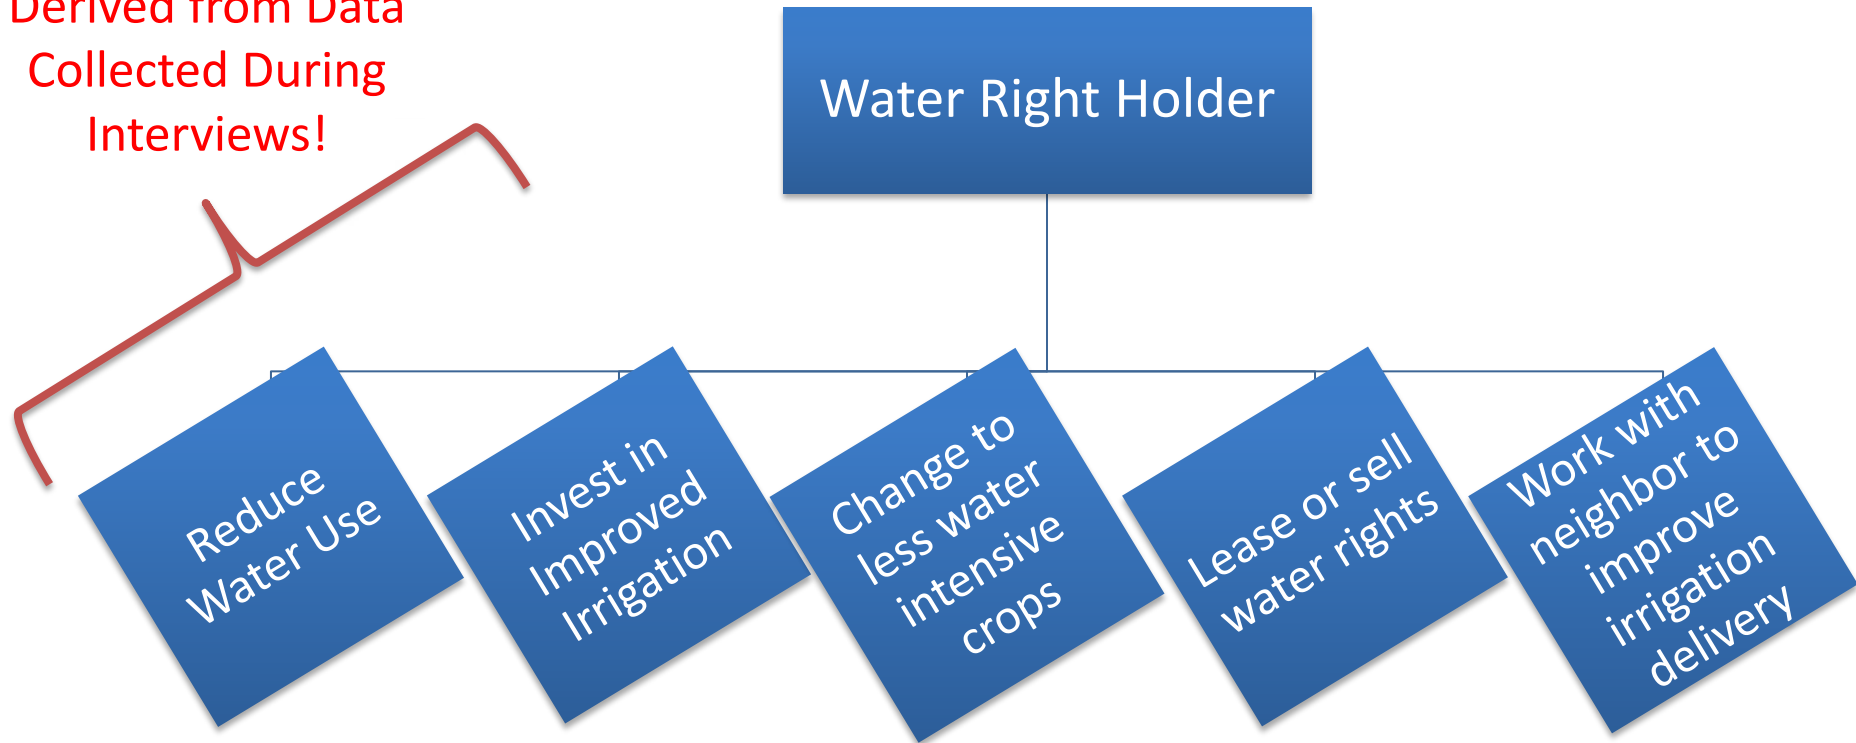 Derived from Data
Collected During
Interviews!
Water Right Holder
Reduce
Water Use
Invest in
Improved
Irrigation
Change to
less water
intensive
crops
Lease or sell
water rights
Work with
neighbor to
improve
irrigation
delivery